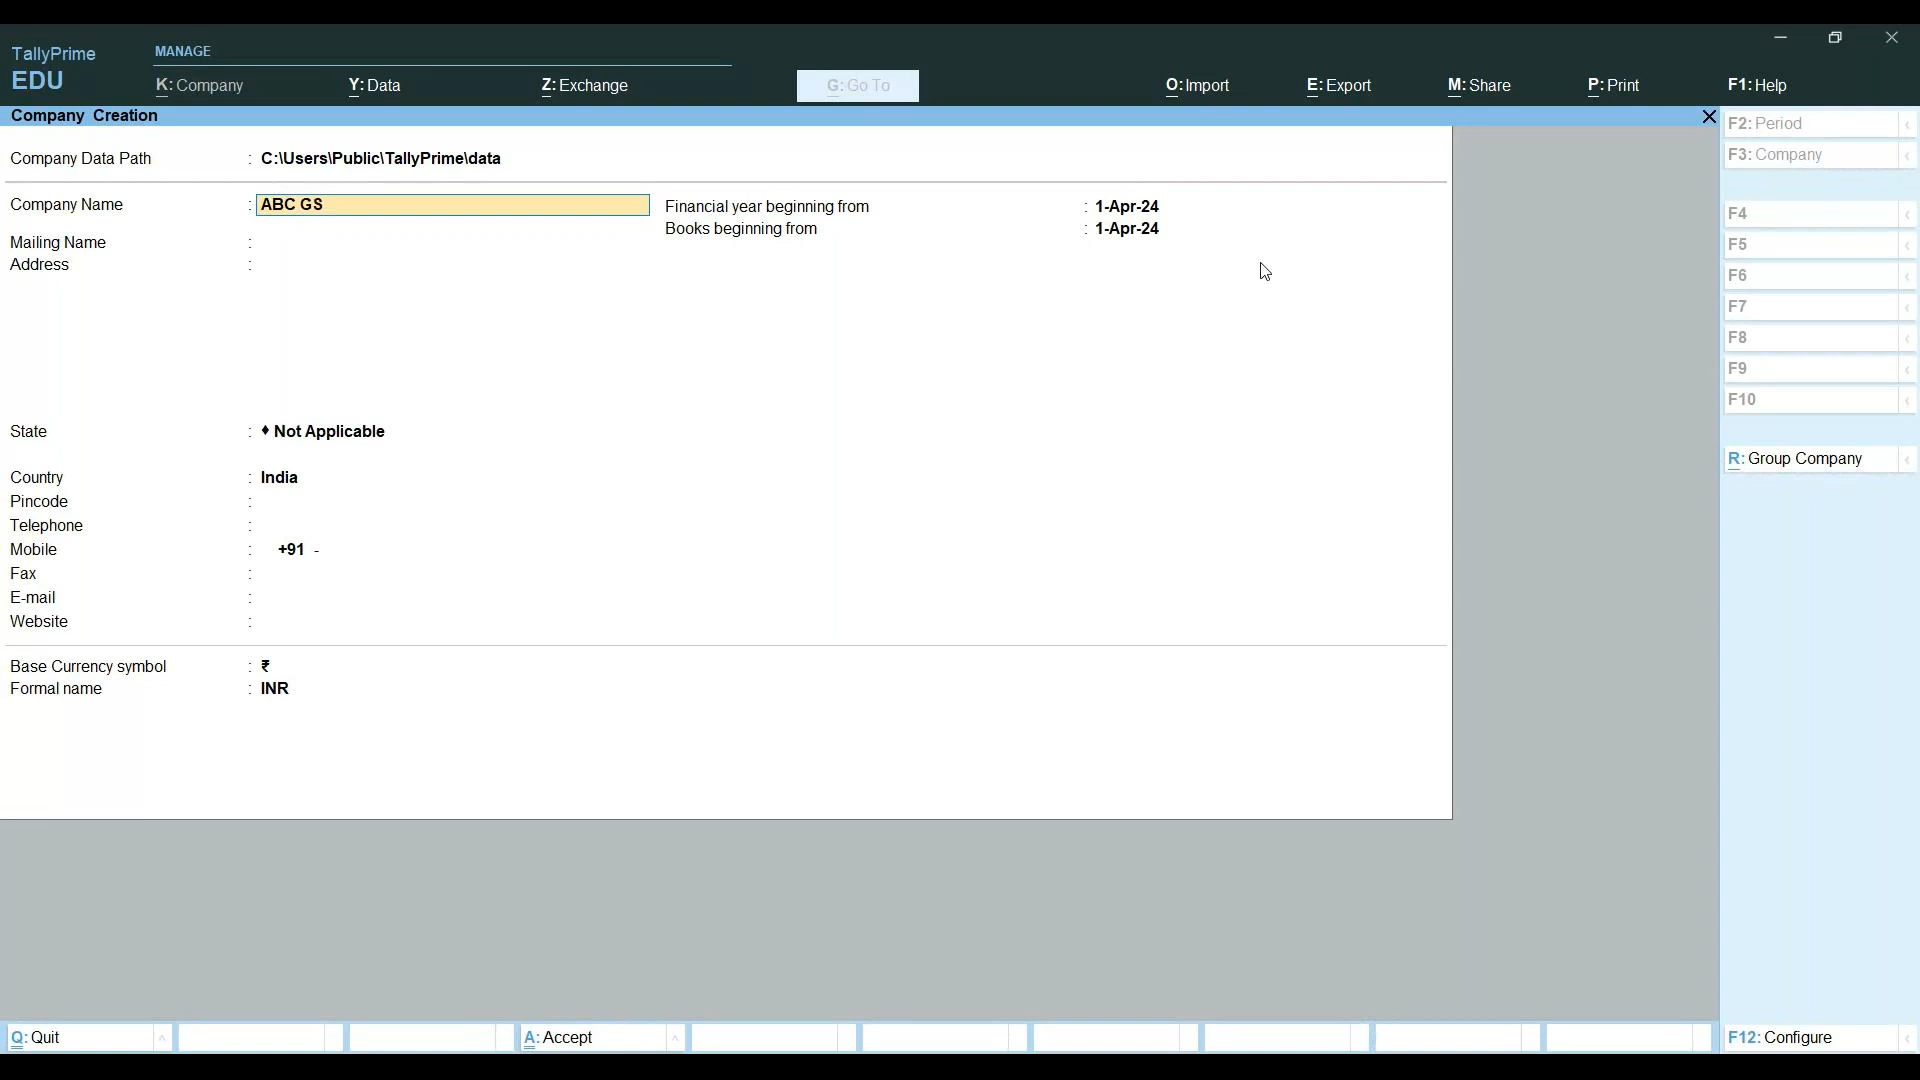 TallyPrime
EDU
MANAGE
K: Company
Y: Data
Z: Exchange
G: Go To
O: Import
E: Export
M: Share
P: Print
F1: Help
Company Creation
Company Data Path : C:\Users\Public\TallyPrime\data
Company Name : ABC GS
Financial year beginning from : 1-Apr-24
Books beginning from : 1-Apr-24
Mailing Name :
Address :
State : ♦ Not Applicable
Country : India
Pincode :
Telephone :
Mobile : +91 -
Fax :
E-mail :
Website :
Base Currency symbol : ₹
Formal name : INR
F2: Period
F3: Company
F4
F5
F6
F7
F8
F9
F10
R: Group Company
Q: Quit
A: Accept
F12: Configure